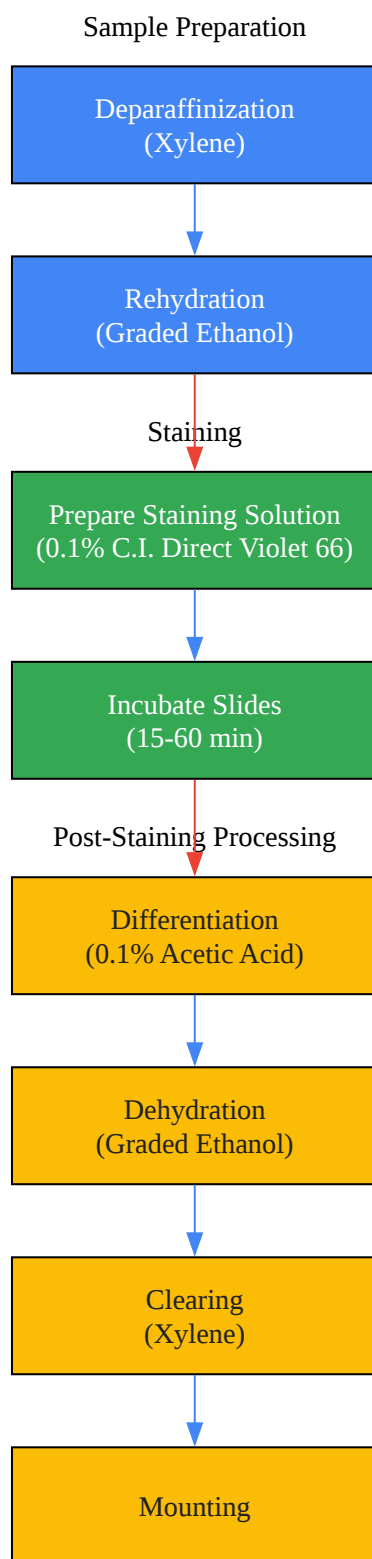 Sample Preparation
Deparaffinization
(Xylene)
Rehydration
(Graded Ethanol)
Staining
Prepare Staining Solution
(0.1% C.I. Direct Violet 66)
Incubate Slides
(15-60 min)
Post-Staining Processing
Differentiation
(0.1% Acetic Acid)
Dehydration
(Graded Ethanol)
Clearing
(Xylene)
Mounting